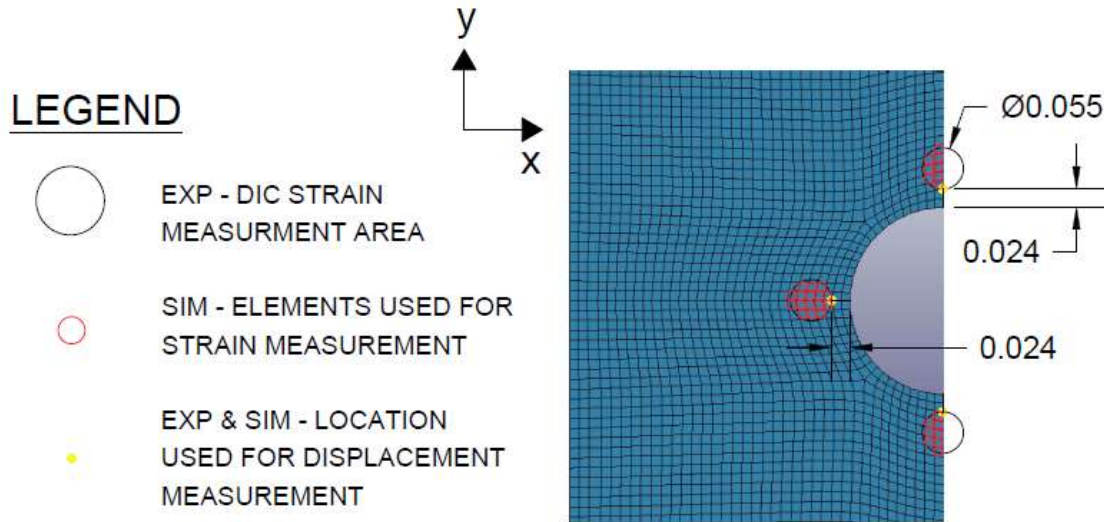 y
x
LEGEND
EXP - DIC STRAIN
MEASURMENT AREA
SIM - ELEMENTS USED FOR
STRAIN MEASUREMENT
EXP & SIM - LOCATION
USED FOR DISPLACEMENT
MEASUREMENT
Ø0.055
0.024
0.024